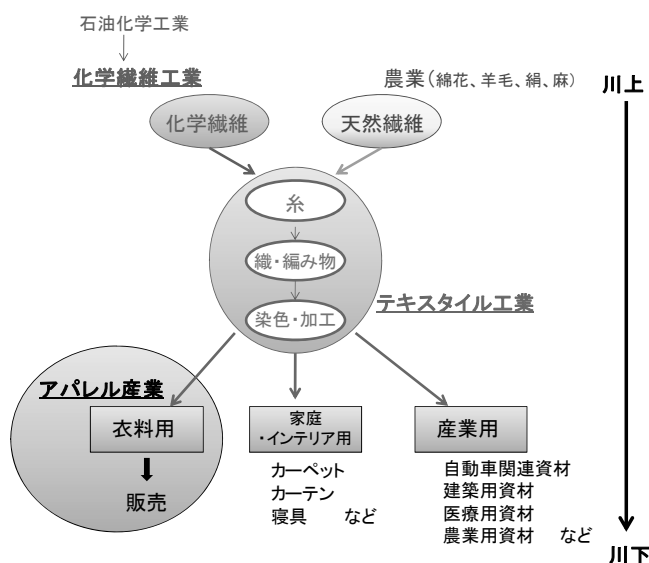 石油化学工業
化学繊維工業
農業(綿花、羊毛、絹、麻)
川上
化学繊維
天然繊維
糸
織・編み物
染色・加工
テキスタイル工業
アパレル産業
衣料用
家庭
・インテリア用
産業用
販売
カーペット
カーテン
寝具　など
自動車関連資材
建築用資材
医療用資材
農業用資材　など
川下